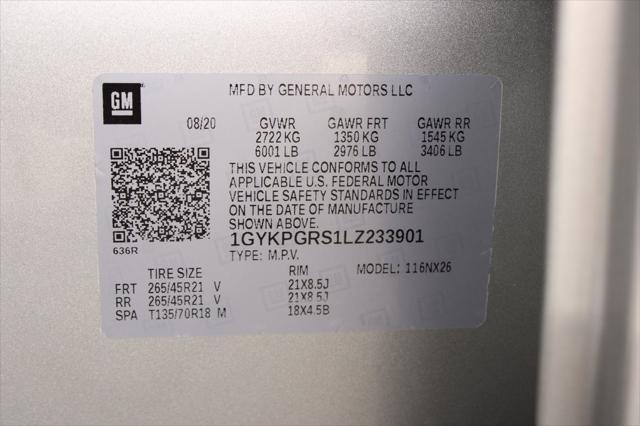 GM
MFD BY GENERAL MOTORS LLC
08/20 GVWR GAWR FRT GAWR RR
2722 KG 1350 KG 1545 KG
6001 LB 2976 LB 3406 LB
THIS VEHICLE CONFORMS TO ALL
APPLICABLE U.S. FEDERAL MOTOR
VEHICLE SAFETY STANDARDS IN EFFECT
ON THE DATE OF MANUFACTURE
SHOWN ABOVE.
1GYKPGRS1LZ233901
636R
TYPE: M.P.V.
TIRE SIZE RIM MODEL: 116NX26
FRT 265/45R21 V 21X8.5J
RR 265/45R21 V 21X8.5J
SPA T135/70R18 M 18X4.5B